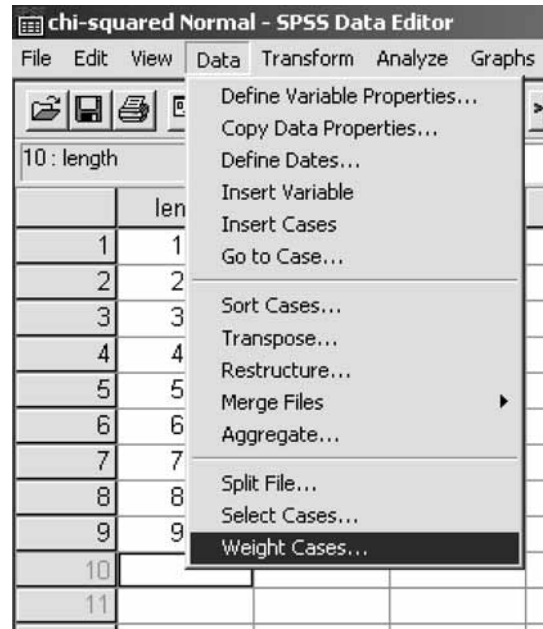 chi-squared Normal - SPSS Data Editor
File Edit View Data Transform Analyze Graphs
Define Variable Properties...
Copy Data Properties...
10 : length
Define Dates...
Insert Variable
len
Insert Cases
1 1
Go to Case...
2 2
3 3
Sort Cases...
Transpose...
4 4
Restructure...
5 5
Merge Files
6 6
Aggregate...
7 7
Split File...
8 8
Select Cases...
9 9
Weight Cases...
10
11